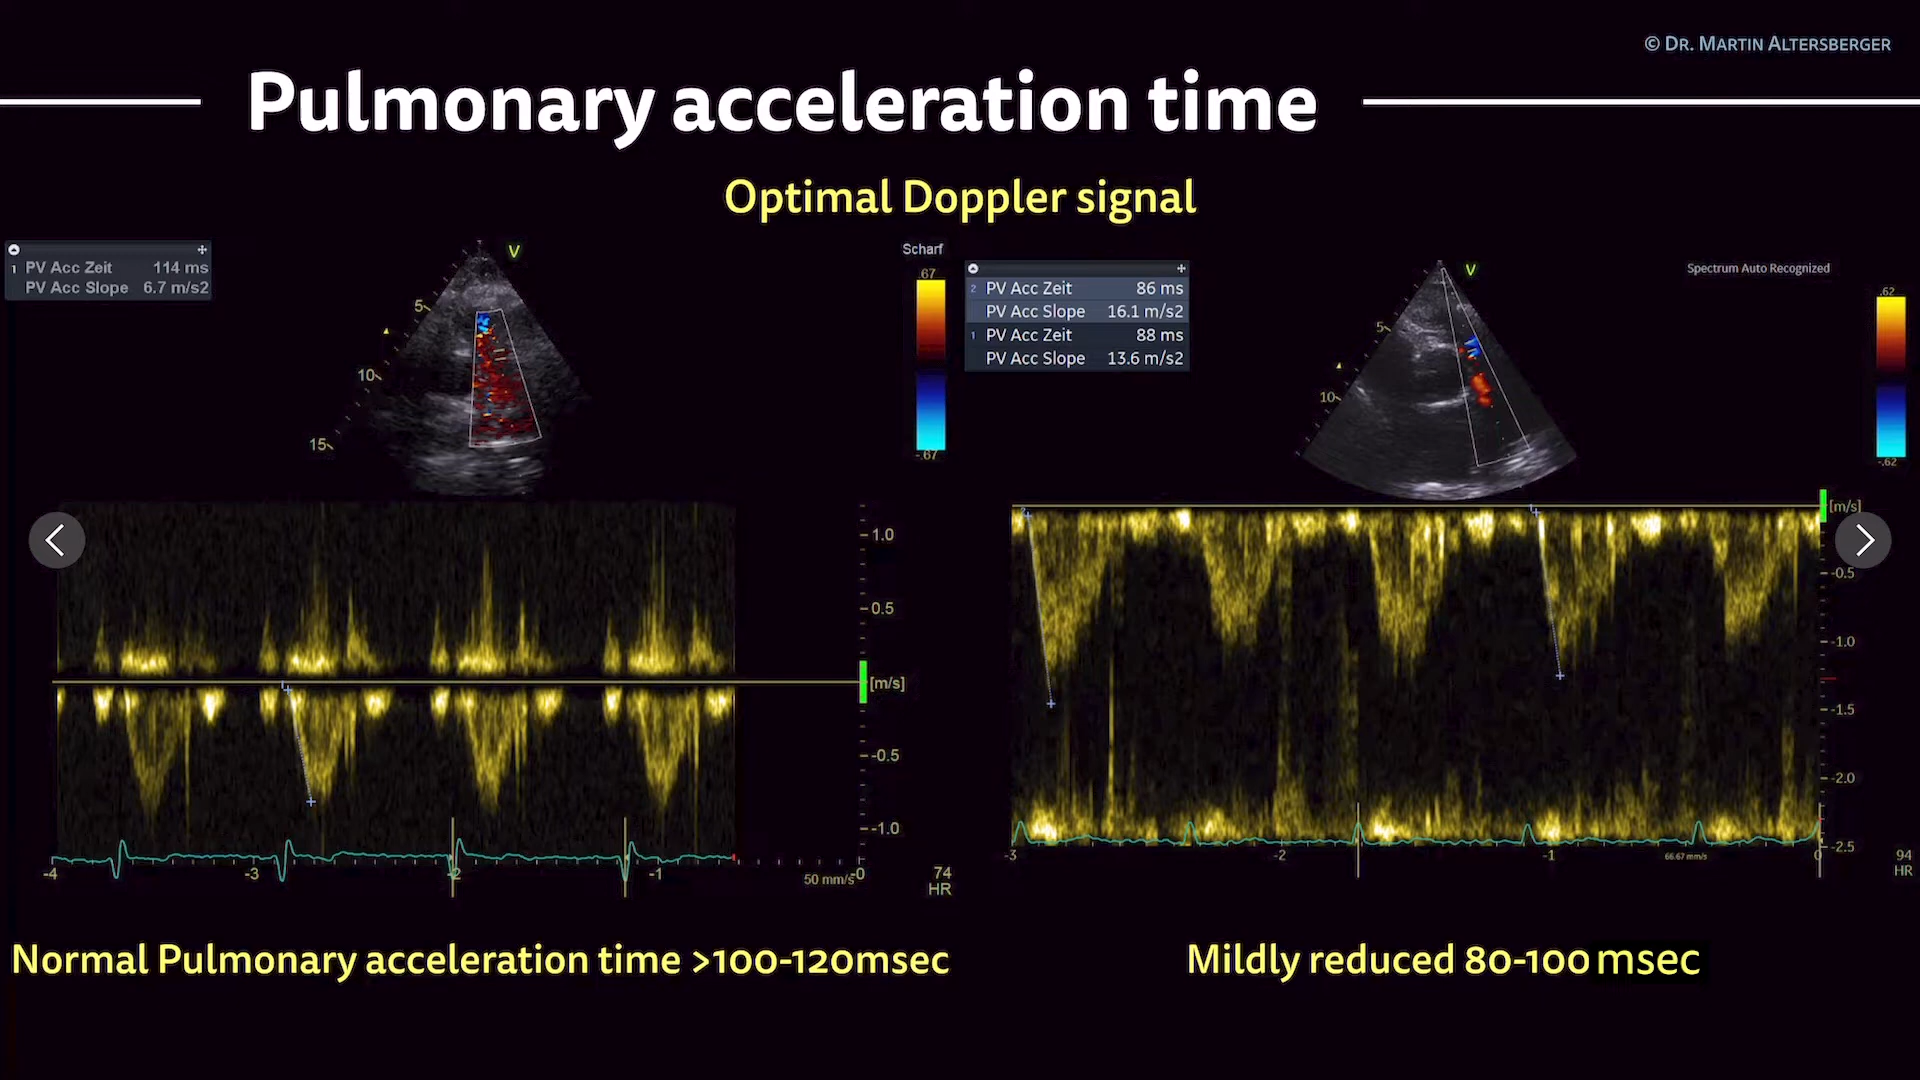 © Dr. Martin Altersberger
Pulmonary acceleration time
Optimal Doppler signal
1 PV Acc Zeit 114 ms
PV Acc Slope 6.7 m/s2
V
5
10
15
Scharf
.67
-.67
1.0
0.5
[m/s]
-0.5
-1.0
-4
-3
-2
-1
50 mm/s
-0
74
HR
2 PV Acc Zeit 86 ms
PV Acc Slope 16.1 m/s2
1 PV Acc Zeit 88 ms
PV Acc Slope 13.6 m/s2
V
5
10
Spectrum Auto Recognized
.62
-.62
[m/s]
-0.5
-1.0
-1.5
-2.0
-2.5
-3
-2
-1
66.67 mm/s
0
94
HR
Normal Pulmonary acceleration time >100-120msec
Mildly reduced 80-100 msec